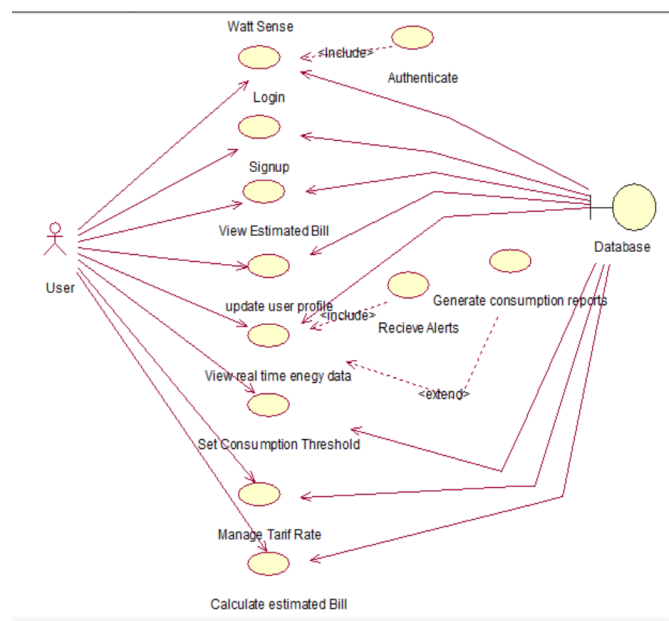 Watt Sense
<Include>
Authenticate
Login
Signup
View Estimated Bill
Database
User
update user profile
<include>
Recieve Alerts
Generate consumption reports
View real time enegy data
<extend>
Set Consumption Threshold
Manage Tarif Rate
Calculate estimated Bill